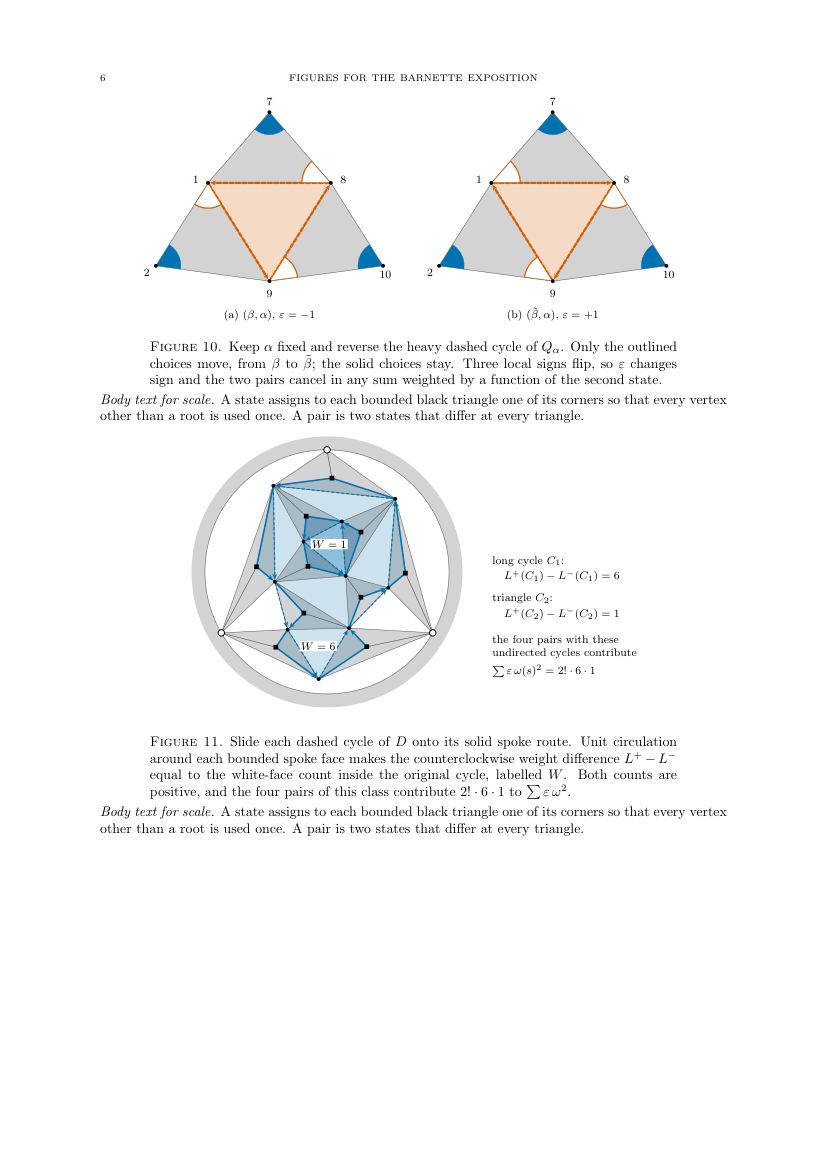 6 FIGURES FOR THE BARNETTE EXPOSITION
7
1 8
2 10
9
(a) (β, α), ε = −1
7
1 8
2 10
9
(b) (β̃, α), ε = +1
FIGURE 10. Keep α fixed and reverse the heavy dashed cycle of Qα. Only the outlined
choices move, from β to β̃; the solid choices stay. Three local signs flip, so ε changes
sign and the two pairs cancel in any sum weighted by a function of the second state.
Body text for scale. A state assigns to each bounded black triangle one of its corners so that every vertex
other than a root is used once. A pair is two states that differ at every triangle.
W = 1
W = 6
long cycle C₁:
L⁺(C₁) − L⁻(C₁) = 6
triangle C₂:
L⁺(C₂) − L⁻(C₂) = 1
the four pairs with these
undirected cycles contribute
∑ ε ω(s)² = 2! · 6 · 1
FIGURE 11. Slide each dashed cycle of D onto its solid spoke route. Unit circulation
around each bounded spoke face makes the counterclockwise weight difference L⁺ − L⁻
equal to the white-face count inside the original cycle, labelled W. Both counts are
positive, and the four pairs of this class contribute 2! · 6 · 1 to ∑ ε ω².
Body text for scale. A state assigns to each bounded black triangle one of its corners so that every vertex
other than a root is used once. A pair is two states that differ at every triangle.